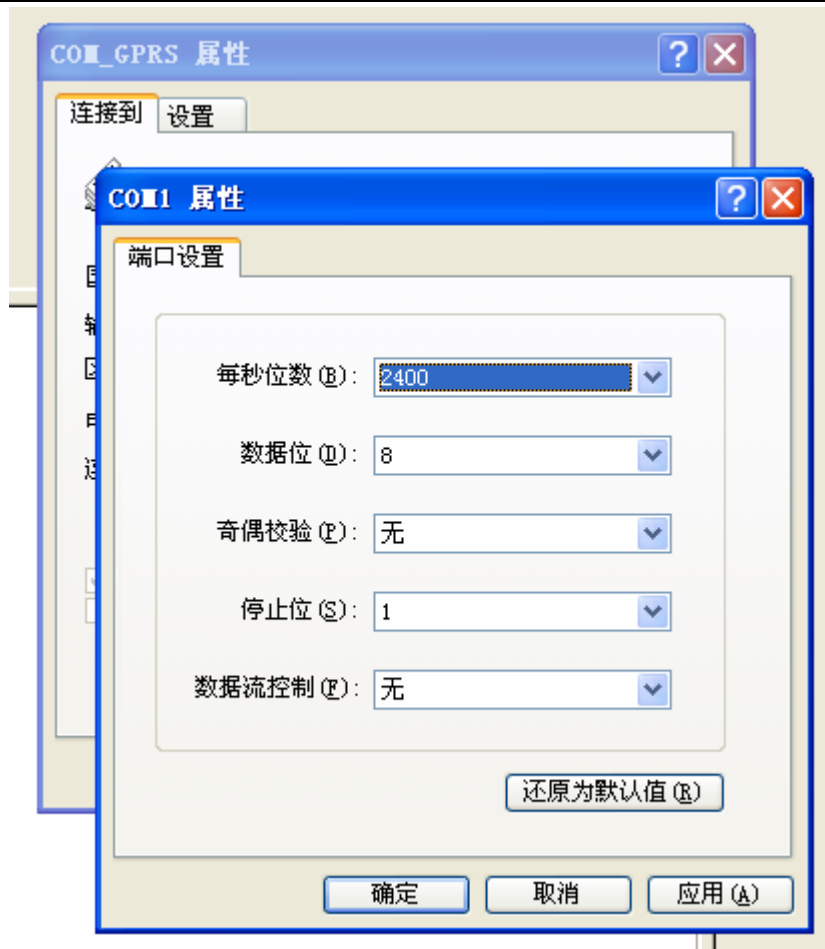 COM_GPRS 属性
连接到 设置
COM1 属性
端口设置
每秒位数(B): 2400
数据位(D): 8
奇偶校验(P): 无
停止位(S): 1
数据流控制(F): 无
还原为默认值(R)
确定 取消 应用(A)